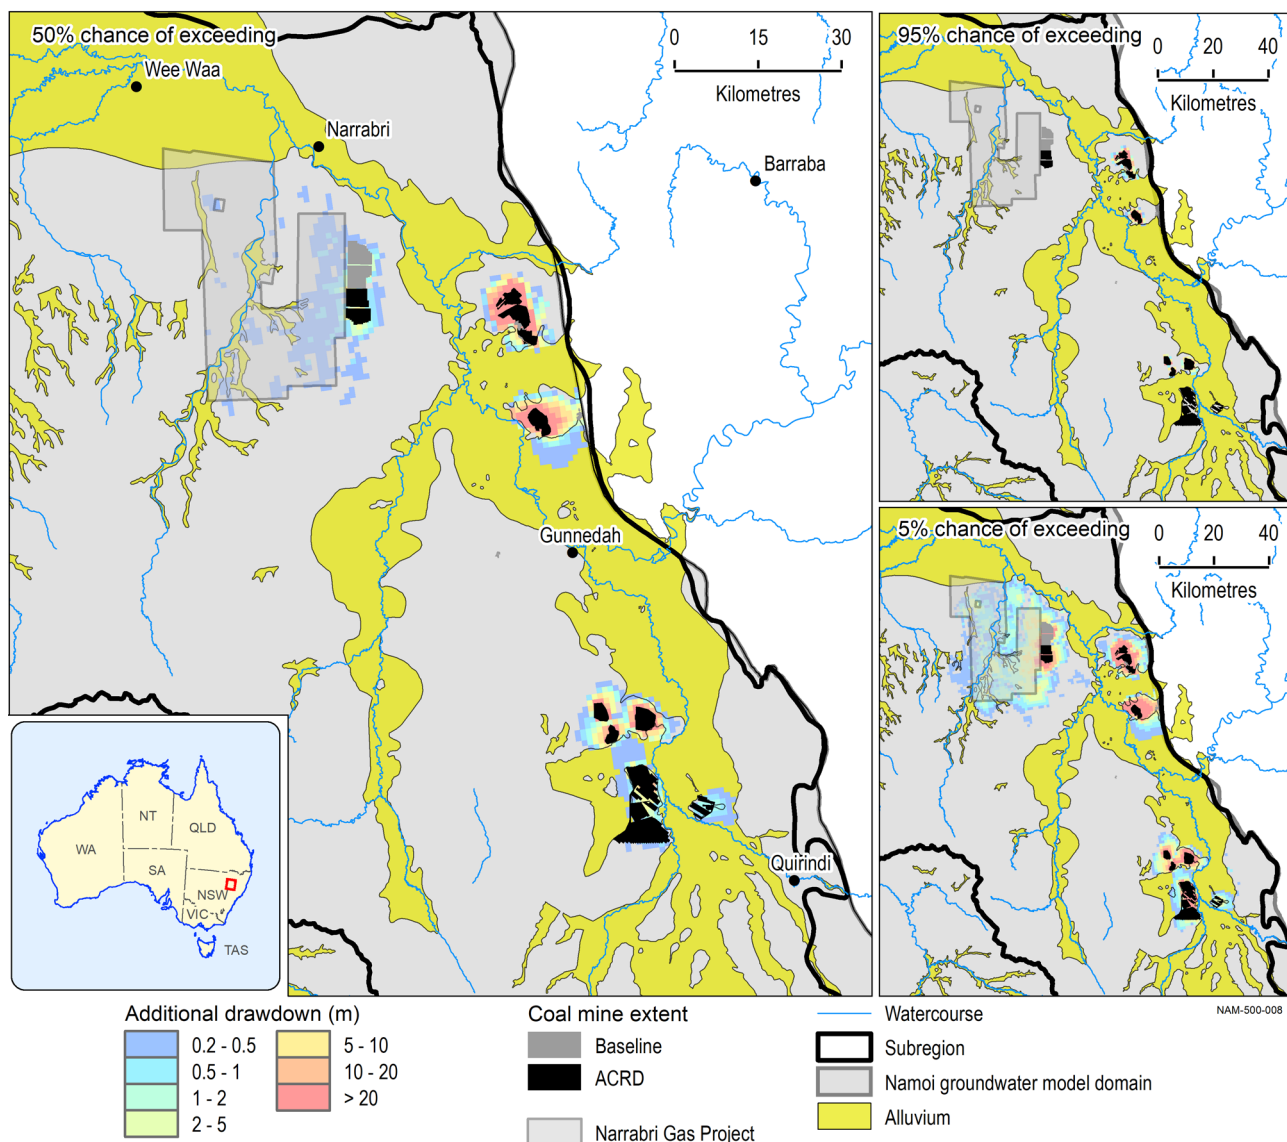 50% chance of exceeding
0 15 30
Kilometres
Wee Waa
Narrabri
Barraba
Gunnedah
Quirindi
95% chance of exceeding
0 20 40
Kilometres
5% chance of exceeding
0 20 40
Kilometres
NT
QLD
WA
SA
NSW
VIC
TAS
NAM-500-008
Additional drawdown (m)
0.2 - 0.5
0.5 - 1
1 - 2
2 - 5
5 - 10
10 - 20
> 20
Coal mine extent
Baseline
ACRD
Narrabri Gas Project
Watercourse
Subregion
Namoi groundwater model domain
Alluvium